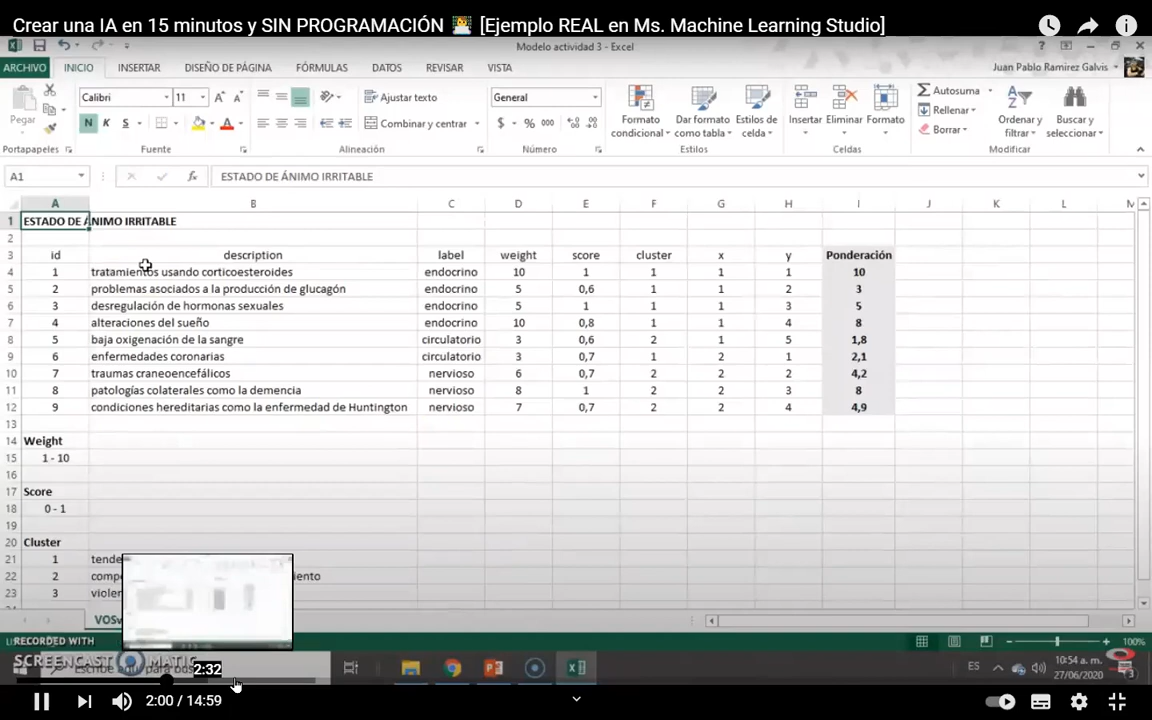 Crear una IA en 15 minutos y SIN PROGRAMACIÓN 👨‍💻 [Ejemplo REAL en Ms. Machine Learning Studio]
Modelo actividad 3 - Excel
ARCHIVO INICIO INSERTAR DISEÑO DE PÁGINA FÓRMULAS DATOS REVISAR VISTA Juan Pablo Ramirez Galvis
Calibri 11 Ajustar texto General Autosuma
Pegar Formato condicional Dar formato como tabla Estilos de celda Insertar Eliminar Formato Rellenar Ordenar y filtrar Buscar y seleccionar
N K S Combinar y centrar $ % 000 Borrar
Portapapeles Fuente Alineación Número Estilos Celdas Modificar
A1 fx ESTADO DE ÁNIMO IRRITABLE
A B C D E F G H I J K L M
1 ESTADO DE ÁNIMO IRRITABLE
2
3 id description label weight score cluster x y Ponderación
4 1 tratamientos usando corticoesteroides endocrino 10 1 1 1 1 10
5 2 problemas asociados a la producción de glucagón endocrino 5 0,6 1 1 2 3
6 3 desregulación de hormonas sexuales endocrino 5 1 1 1 3 5
7 4 alteraciones del sueño endocrino 10 0,8 1 1 4 8
8 5 baja oxigenación de la sangre circulatorio 3 0,6 2 1 5 1,8
9 6 enfermedades coronarias circulatorio 3 0,7 1 2 1 2,1
10 7 traumas craneoencefálicos nervioso 6 0,7 2 2 2 4,2
11 8 patologías colaterales como la demencia nervioso 8 1 2 2 3 8
12 9 condiciones hereditarias como la enfermedad de Huntington nervioso 7 0,7 2 2 4 4,9
13
14 Weight
15 1 - 10
16
17 Score
18 0 - 1
19
20 Cluster
21 1 tende
22 2 comp iento
23 3 violen
VOSv
RECORDED WITH 100%
SCREENCAST MATIC
2:32 ES 10:54 a. m.
27/06/2020
2:00 / 14:59